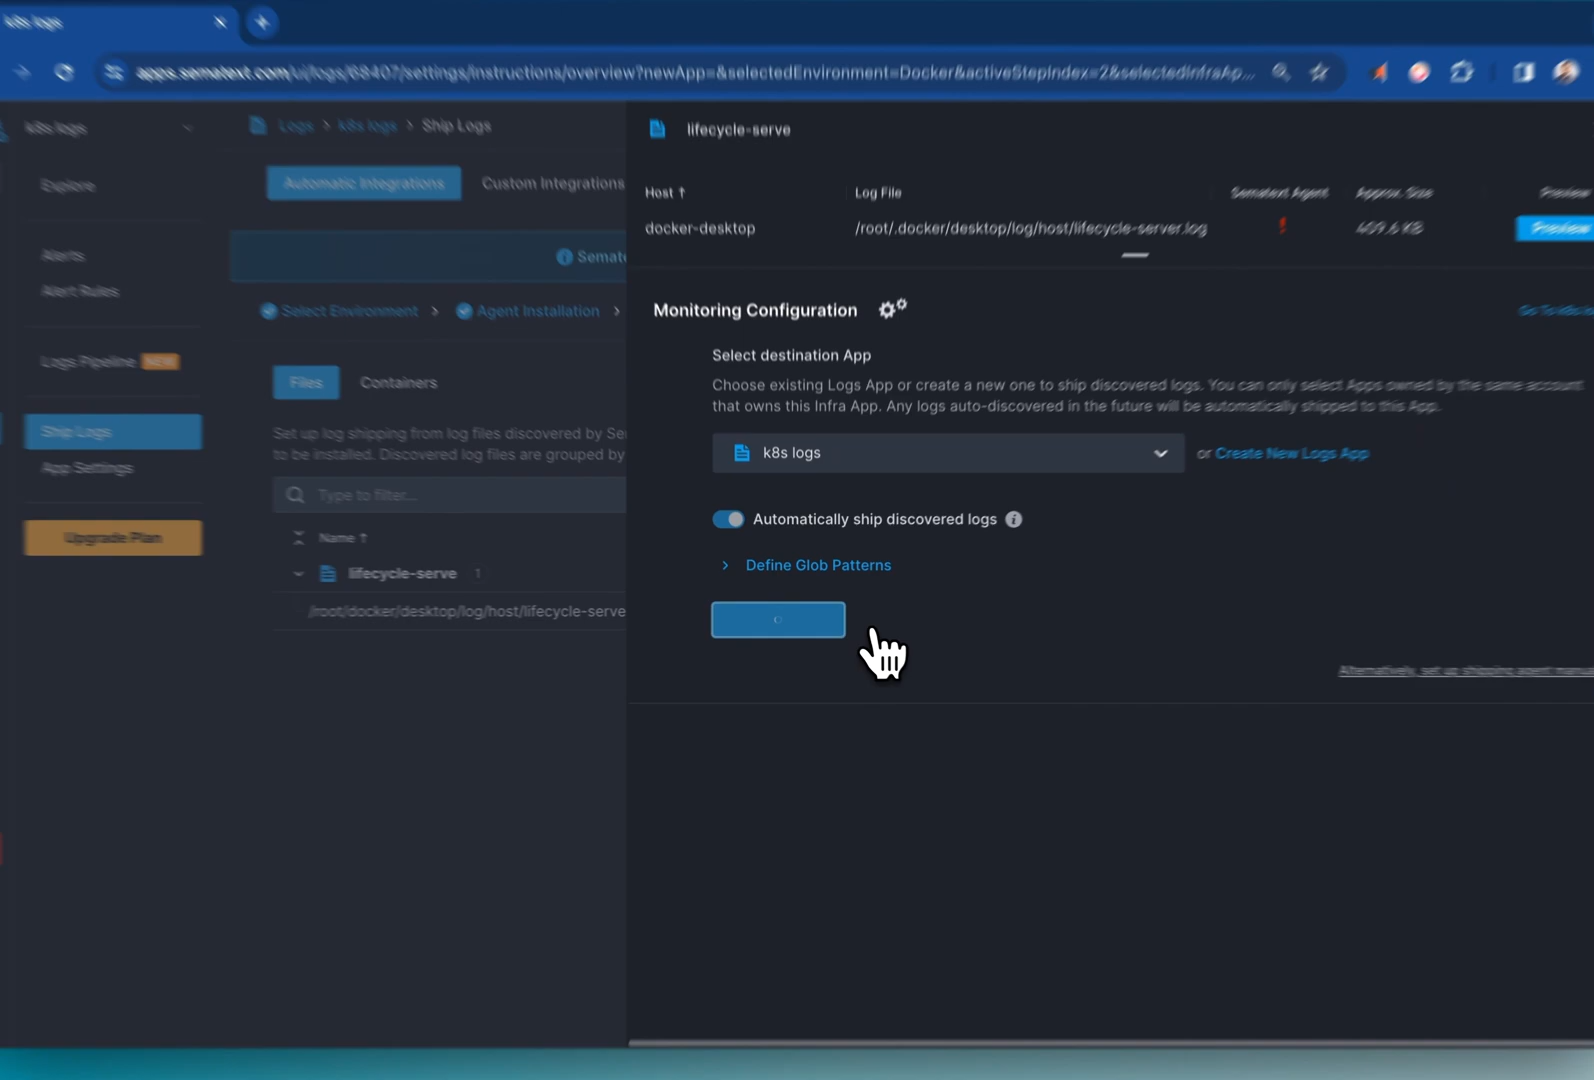 k8s logs
apps.sematext.com/ui/logs/68407/settings/instructions/overview?newApp=&selectedEnvironment=Docker&activeStepIndex=2&selectedInfraAp...
k8s logs
Explore
Alerts
Alert Rules
Logs Pipeline NEW
Ship Logs
App Settings
Upgrade Plan
Logs > k8s logs > Ship Logs
Automatic Integrations Custom Integrations
Semate
Select Environment > Agent Installation >
Files Containers
Set up log shipping from log files discovered by Se
to be installed. Discovered log files are grouped by
Type to filter...
Name ↑
lifecycle-serve 1
/root/docker/desktop/log/host/lifecycle-serve
lifecycle-serve
Host ↑ Log File Sematext Agent Approx. Size Preview
docker-desktop /root/.docker/desktop/log/host/lifecycle-server.log 409.6 KB Preview
Monitoring Configuration
Go To k8s lo
Select destination App
Choose existing Logs App or create a new one to ship discovered logs. You can only select Apps owned by the same account
that owns this Infra App. Any logs auto-discovered in the future will be automatically shipped to this App.
k8s logs or Create New Logs App
Automatically ship discovered logs
Define Glob Patterns
Alternatively, set up shipping agent manua